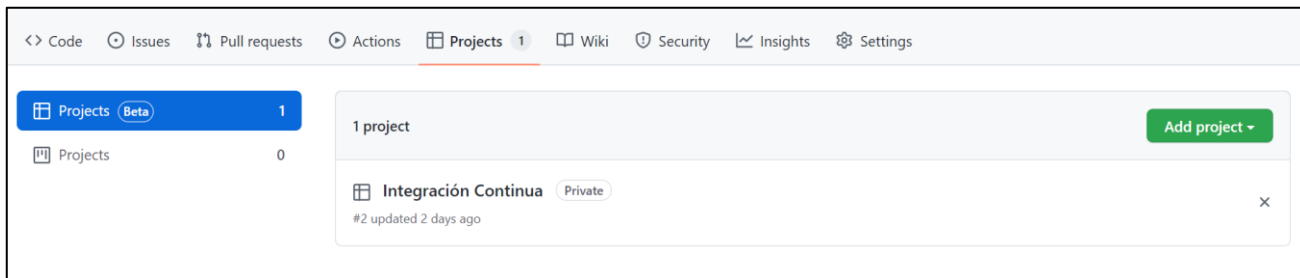 Code Issues Pull requests Actions Projects 1 Wiki Security Insights Settings
Projects Beta 1
Projects 0
1 project Add project
Integración Continua Private
#2 updated 2 days ago